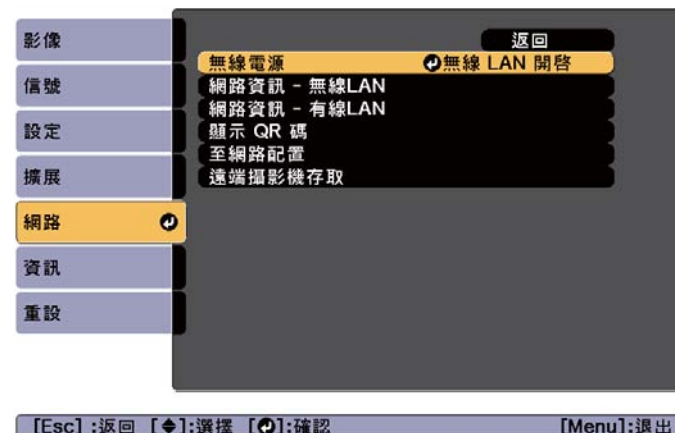 影像
信號
設定
擴展
網路
資訊
重設
返回
無線電源 無線 LAN 開啓
網路資訊 - 無線LAN
網路資訊 - 有線LAN
顯示 QR 碼
至網路配置
遠端攝影機存取
[Esc] :返回 [◆]:選擇 [↵]:確認 [Menu]:退出